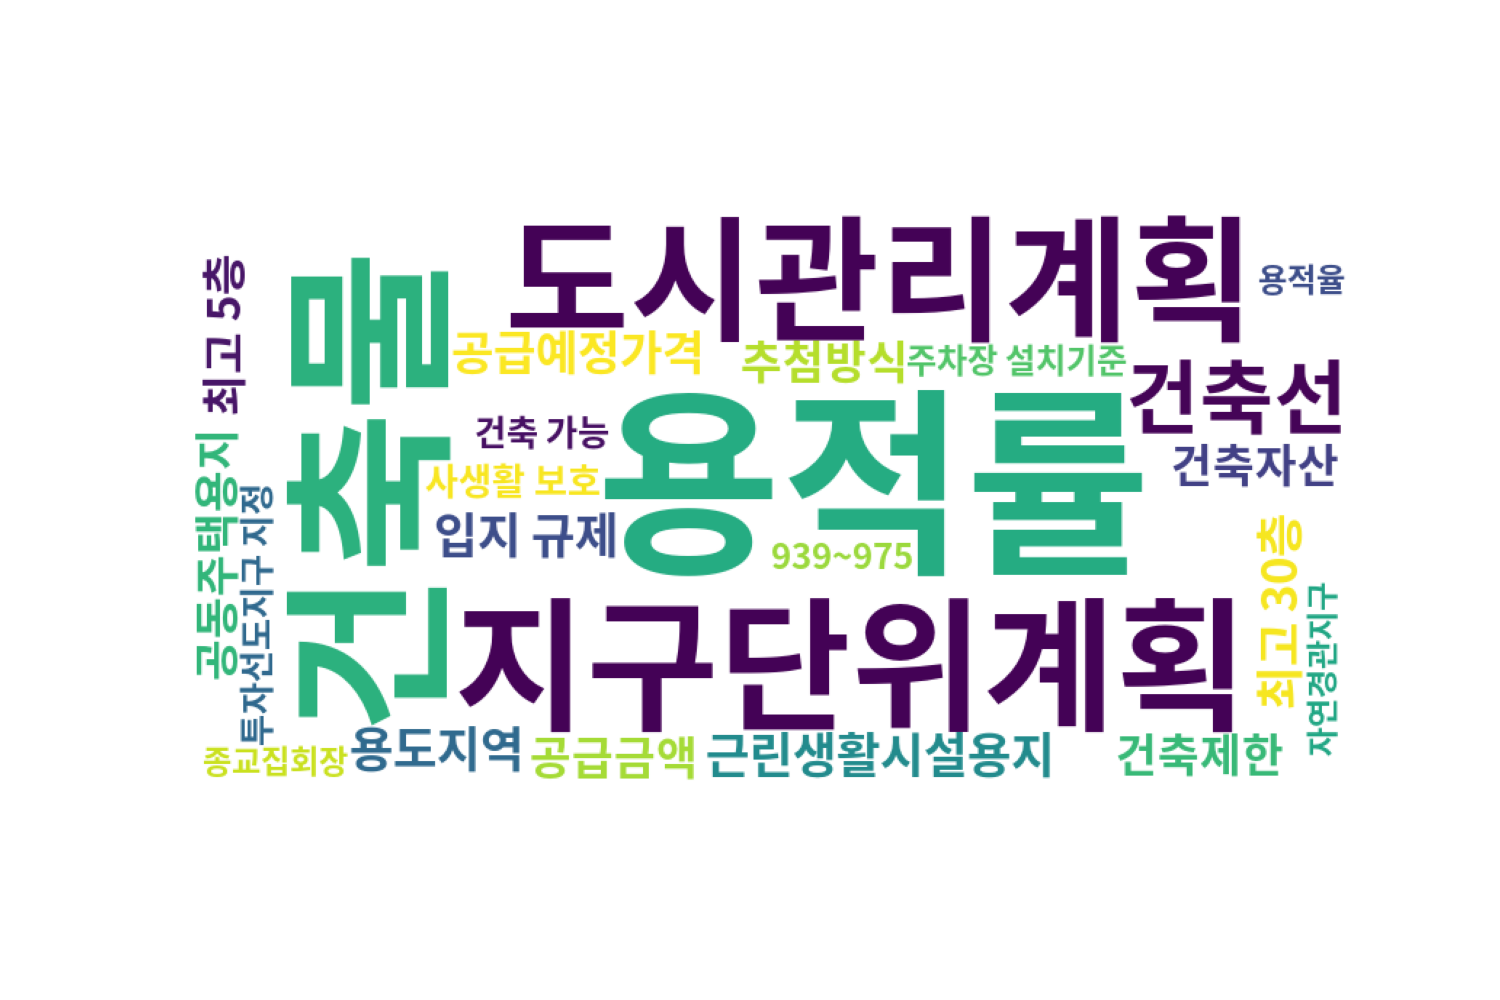 도시관리계획
용적율
최고 5층
건축물
공급예정가격
추첨방식
주차장 설치기준
건축선
건축 가능
용적률
건축자산
사생활 보호
입지 규제
939~975
공동주택용지
투자선도지구 지정
최고 30층
자연경관지구
지구단위계획
종교집회장
용도지역
공급금액
근린생활시설용지
건축제한